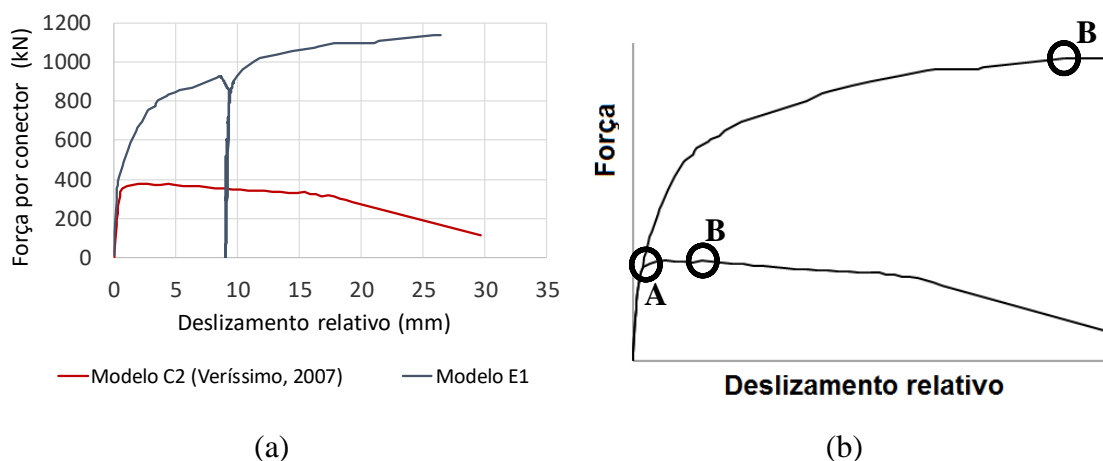 1200
1000
800
600
400
200
0
0 5 10 15 20 25 30 35
Força por conector (kN)
Deslizamento relativo (mm)
Modelo C2 (Veríssimo, 2007) Modelo E1
(a)
B
B
A
Força
Deslizamento relativo
(b)